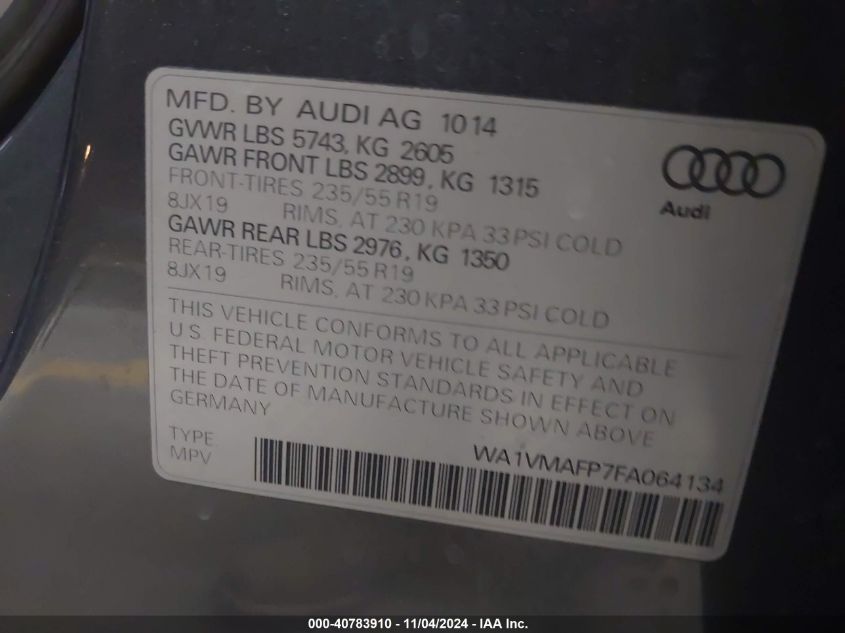 MFD. BY AUDI AG 1014
GVWR LBS 5743, KG 2605
GAWR FRONT LBS 2899, KG 1315
FRONT-TIRES 235/55 R19
8JX19 RIMS, AT 230 KPA 33 PSI COLD
GAWR REAR LBS 2976, KG 1350
REAR-TIRES 235/55 R19
8JX19 RIMS, AT 230 KPA 33 PSI COLD
Audi
THIS VEHICLE CONFORMS TO ALL APPLICABLE
U.S. FEDERAL MOTOR VEHICLE SAFETY AND
THEFT PREVENTION STANDARDS IN EFFECT ON
THE DATE OF MANUFACTURE SHOWN ABOVE
GERMANY
TYPE
MPV
WA1VMAFP7FA064134
000-40783910 - 11/04/2024 - IAA Inc.